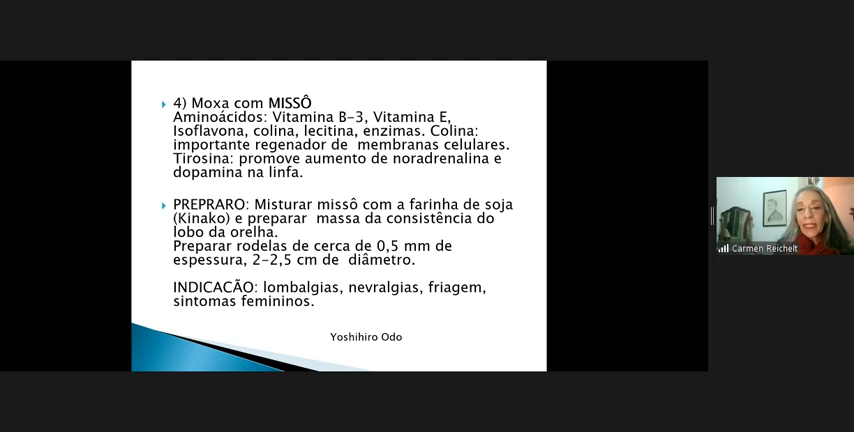 4) Moxa com MISSÔ
Aminoácidos: Vitamina B-3, Vitamina E,
Isoflavona, colina, lecitina, enzimas. Colina:
importante regenador de membranas celulares.
Tirosina: promove aumento de noradrenalina e
dopamina na linfa.
PREPRARO: Misturar missô com a farinha de soja
(Kinako) e preparar massa da consistência do
lobo da orelha.
Preparar rodelas de cerca de 0,5 mm de
espessura, 2-2,5 cm de diâmetro.
INDICACÃO: lombalgias, nevralgias, friagem,
sintomas femininos.
Yoshihiro Odo
Carmen Reichelt